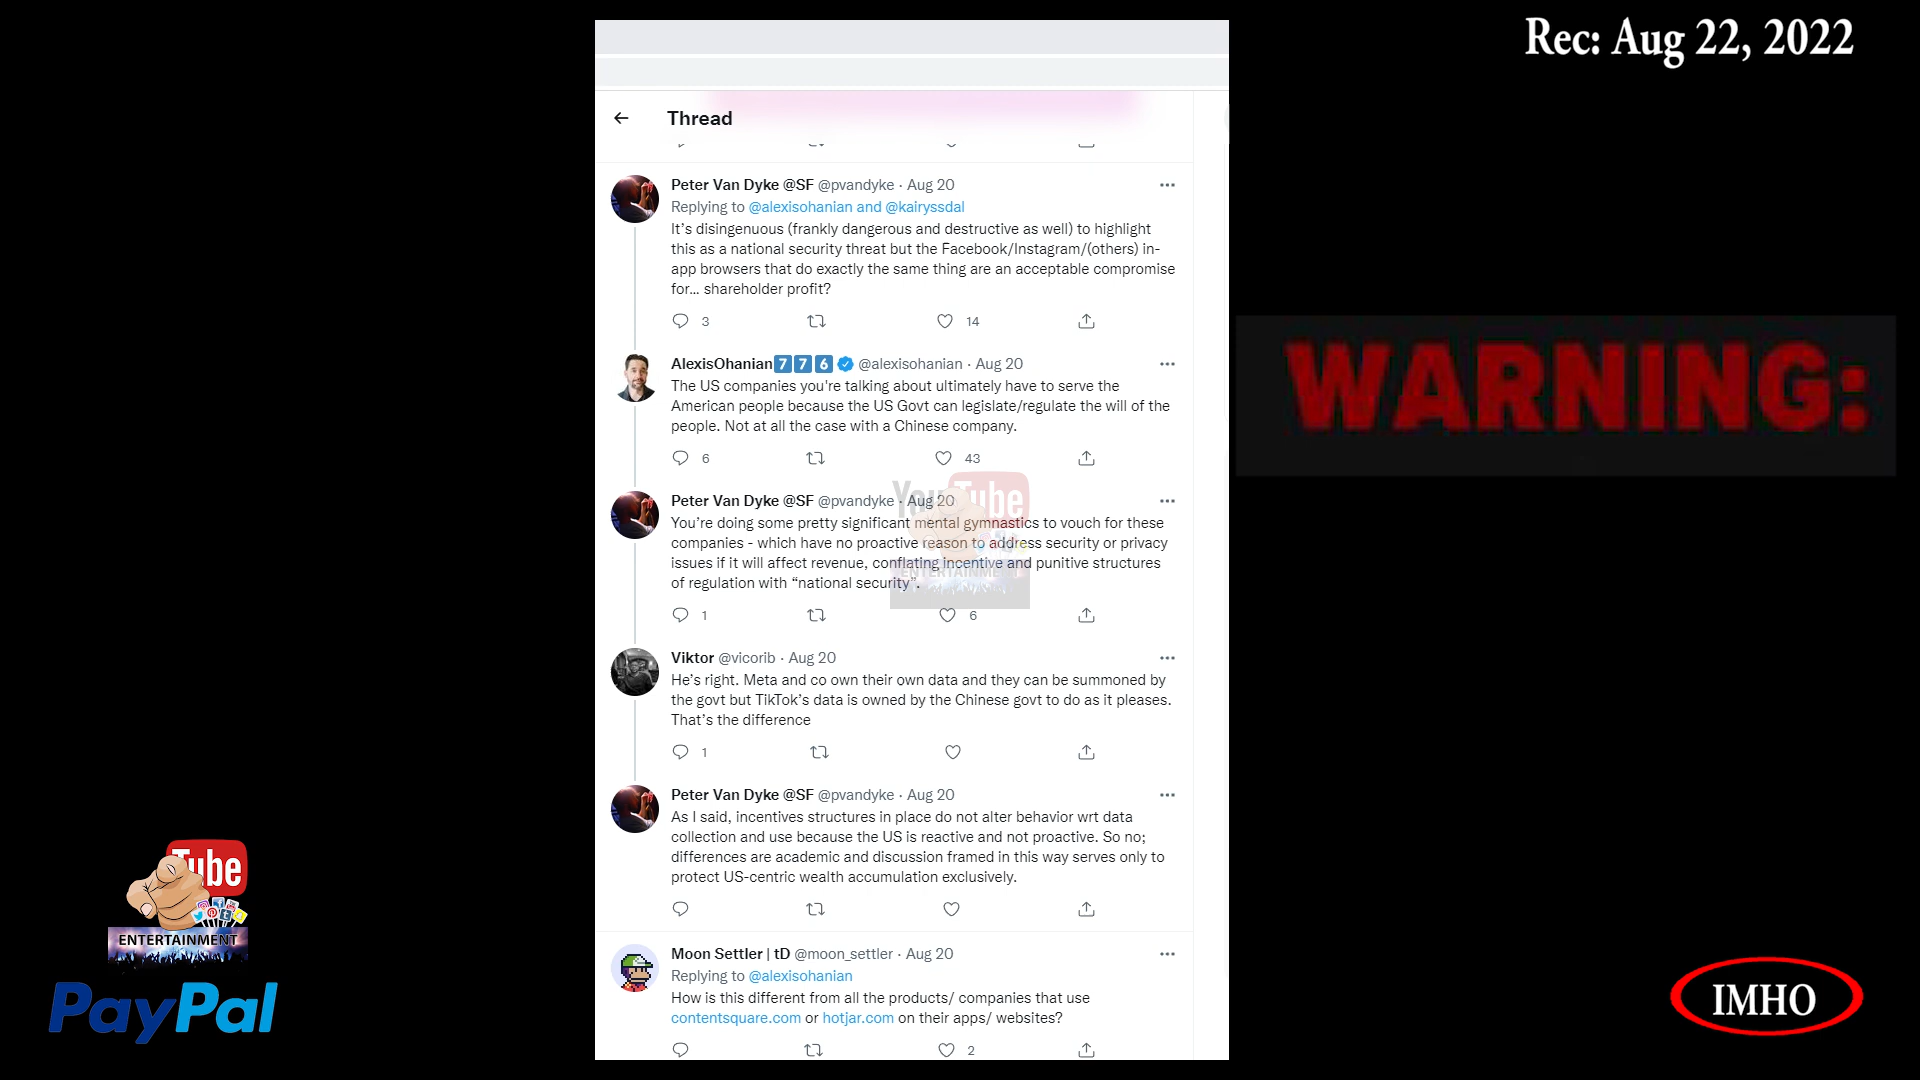 Rec: Aug 22, 2022
Thread
Peter Van Dyke @SF @pvandyke · Aug 20
Replying to @alexisohanian and @kairyssdal
It’s disingenuous (frankly dangerous and destructive as well) to highlight
this as a national security threat but the Facebook/Instagram/(others) in-
app browsers that do exactly the same thing are an acceptable compromise
for... shareholder profit?
3 14
AlexisOhanian 7 7 6 @alexisohanian · Aug 20
The US companies you're talking about ultimately have to serve the
American people because the US Govt can legislate/regulate the will of the
people. Not at all the case with a Chinese company.
6 43
WARNING:
Peter Van Dyke @SF @pvandyke · Aug 20
You’re doing some pretty significant mental gymnastics to vouch for these
companies - which have no proactive reason to address security or privacy
issues if it will affect revenue, conflating incentive and punitive structures
of regulation with “national security”.
1 6
YouTube
ENTERTAINMENT
Viktor @vicorib · Aug 20
He’s right. Meta and co own their own data and they can be summoned by
the govt but TikTok’s data is owned by the Chinese govt to do as it pleases.
That’s the difference
1
Peter Van Dyke @SF @pvandyke · Aug 20
As I said, incentives structures in place do not alter behavior wrt data
collection and use because the US is reactive and not proactive. So no;
differences are academic and discussion framed in this way serves only to
protect US-centric wealth accumulation exclusively.
Moon Settler | tD @moon_settler · Aug 20
Replying to @alexisohanian
How is this different from all the products/ companies that use
contentsquare.com or hotjar.com on their apps/ websites?
2
Tube
ENTERTAINMENT
PayPal
IMHO